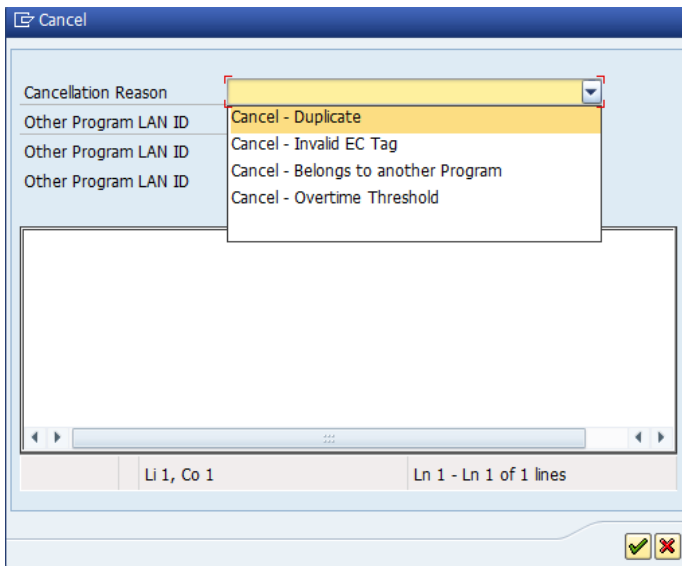 Cancel
Cancellation Reason
Other Program LAN ID
Other Program LAN ID
Other Program LAN ID
Cancel - Duplicate
Cancel - Invalid EC Tag
Cancel - Belongs to another Program
Cancel - Overtime Threshold
Li 1, Co 1 Ln 1 - Ln 1 of 1 lines